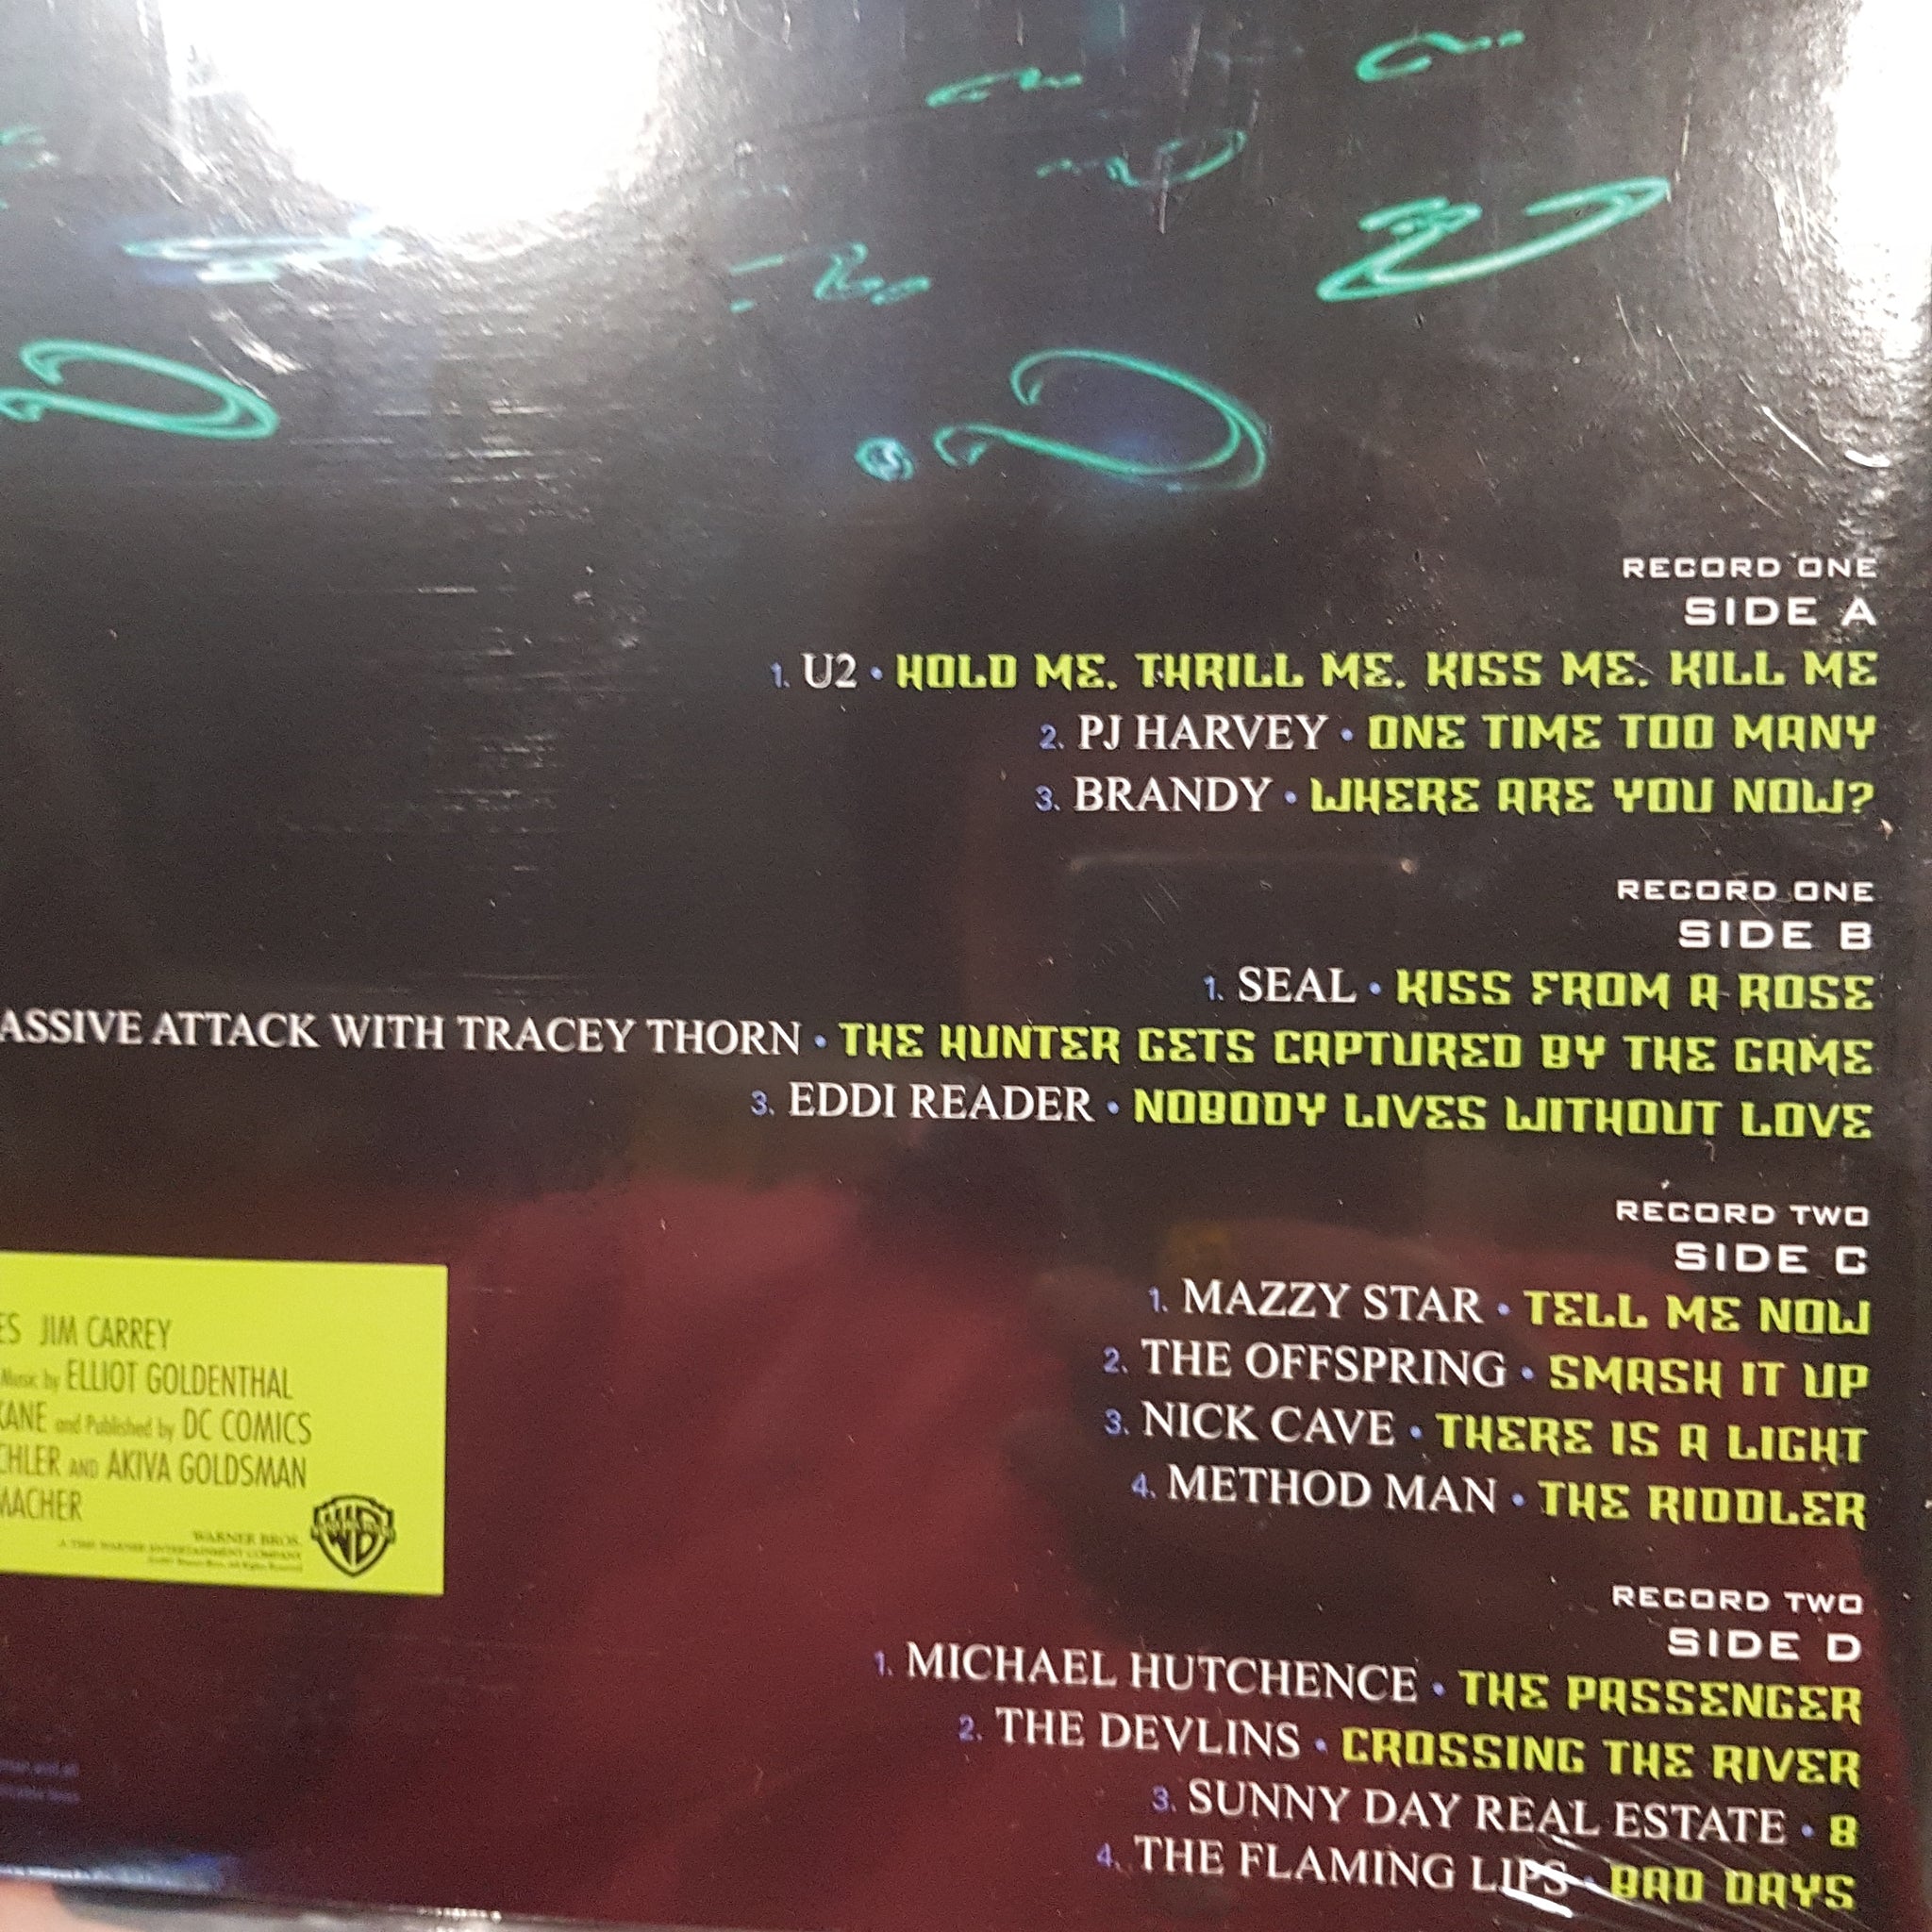 RECORD ONE
SIDE A
1. U2 • HOLD ME, THRILL ME, KISS ME, KILL ME
2. PJ HARVEY • ONE TIME TOO MANY
3. BRANDY • WHERE ARE YOU NOW?
RECORD ONE
SIDE B
1. SEAL • KISS FROM A ROSE
ASSIVE ATTACK WITH TRACEY THORN • THE HUNTER GETS CAPTURED BY THE GAME
3. EDDI READER • NOBODY LIVES WITHOUT LOVE
RECORD TWO
SIDE C
1. MAZZY STAR • TELL ME NOW
2. THE OFFSPRING • SMASH IT UP
3. NICK CAVE • THERE IS A LIGHT
4. METHOD MAN • THE RIDDLER
RECORD TWO
SIDE D
1. MICHAEL HUTCHENCE • THE PASSENGER
2. THE DEVLINS • CROSSING THE RIVER
3. SUNNY DAY REAL ESTATE • 8
4. THE FLAMING LIPS • BAD DAYS
ES JIM CARREY
Music by ELLIOT GOLDENTHAL
KANE and Published by DC COMICS
CHLER AND AKIVA GOLDSMAN
MACHER
WARNER BROS.
A TIME WARNER ENTERTAINMENT COMPANY